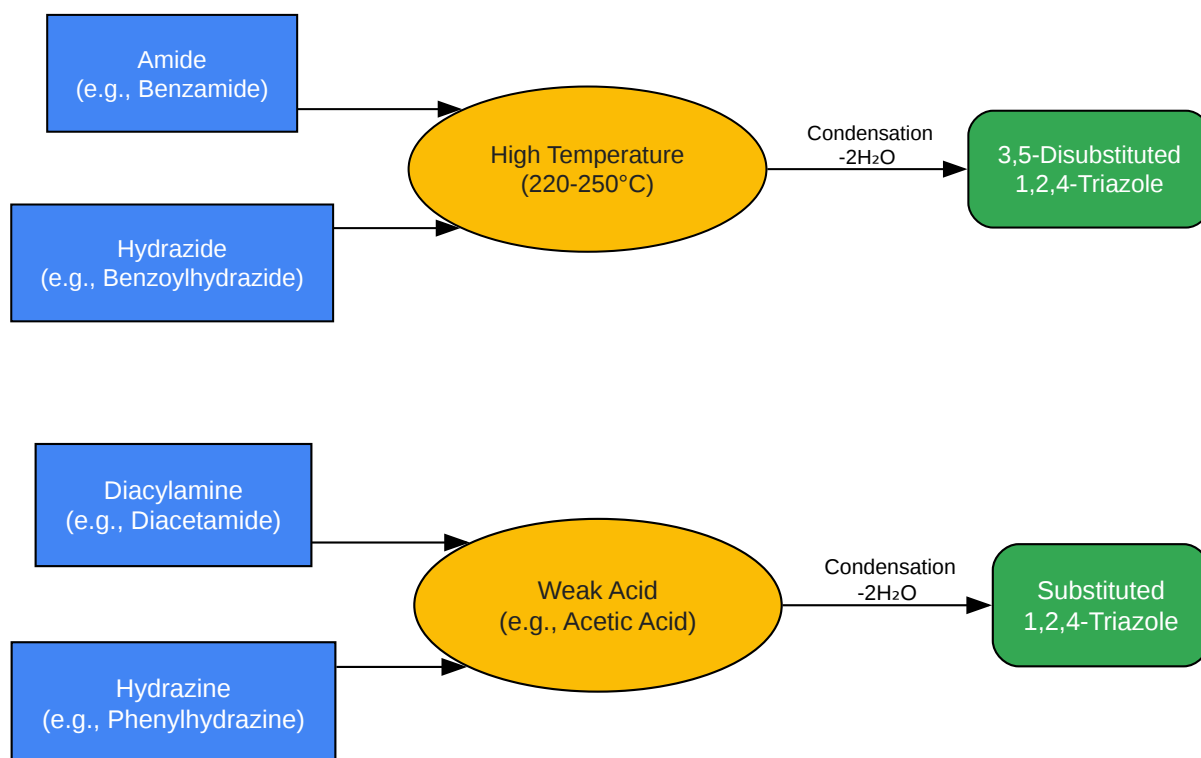 Amide
(e.g., Benzamide)
Hydrazide
(e.g., Benzoylhydrazide)
High Temperature
(220-250°C)
Condensation
-2H₂O
3,5-Disubstituted
1,2,4-Triazole
Diacylamine
(e.g., Diacetamide)
Hydrazine
(e.g., Phenylhydrazine)
Weak Acid
(e.g., Acetic Acid)
Condensation
-2H₂O
Substituted
1,2,4-Triazole